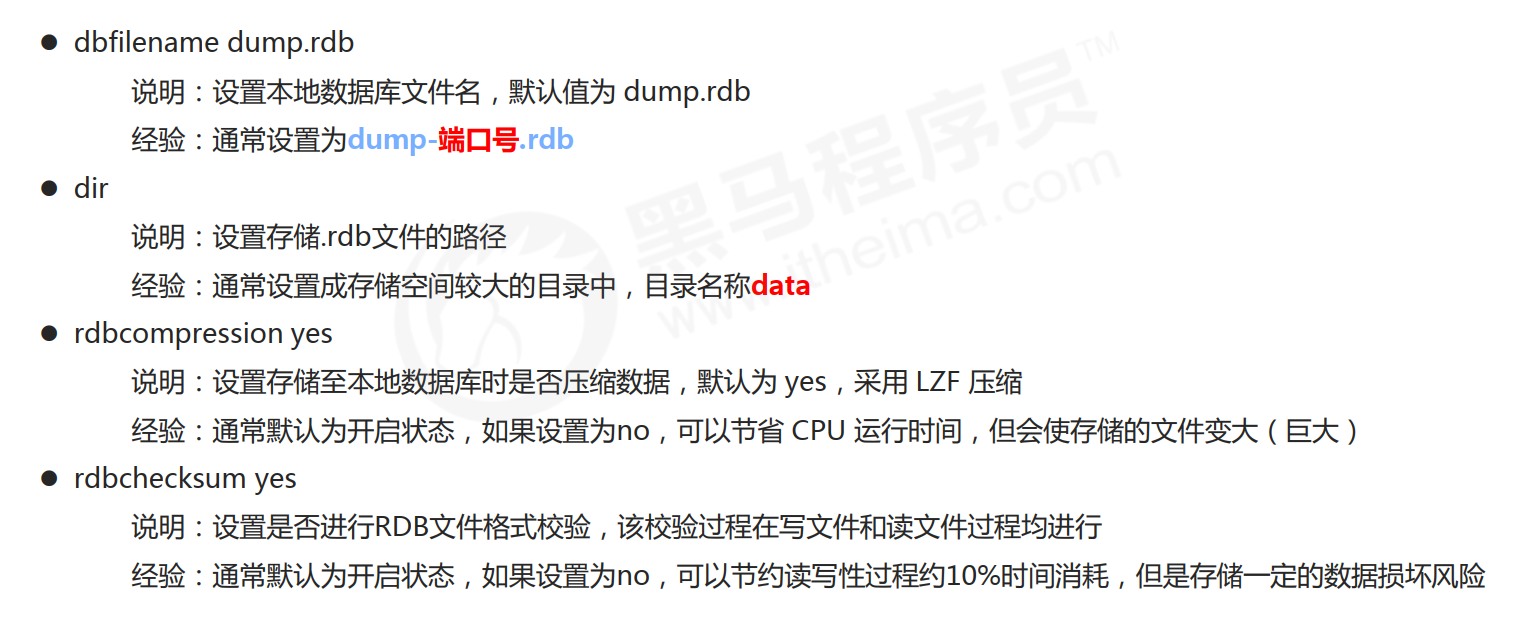 ● dbfilename dump.rdb
说明：设置本地数据库文件名，默认值为 dump.rdb
经验：通常设置为dump-端口号.rdb
● dir
说明：设置存储.rdb文件的路径
经验：通常设置成存储空间较大的目录中，目录名称data
● rdbcompression yes
说明：设置存储至本地数据库时是否压缩数据，默认为 yes，采用 LZF 压缩
经验：通常默认为开启状态，如果设置为no，可以节省 CPU 运行时间，但会使存储的文件变大（巨大）
● rdbchecksum yes
说明：设置是否进行RDB文件格式校验，该校验过程在写文件和读文件过程均进行
经验：通常默认为开启状态，如果设置为no，可以节约读写性过程约10%时间消耗，但是存储一定的数据损坏风险
黑马程序员™
www.itheima.com